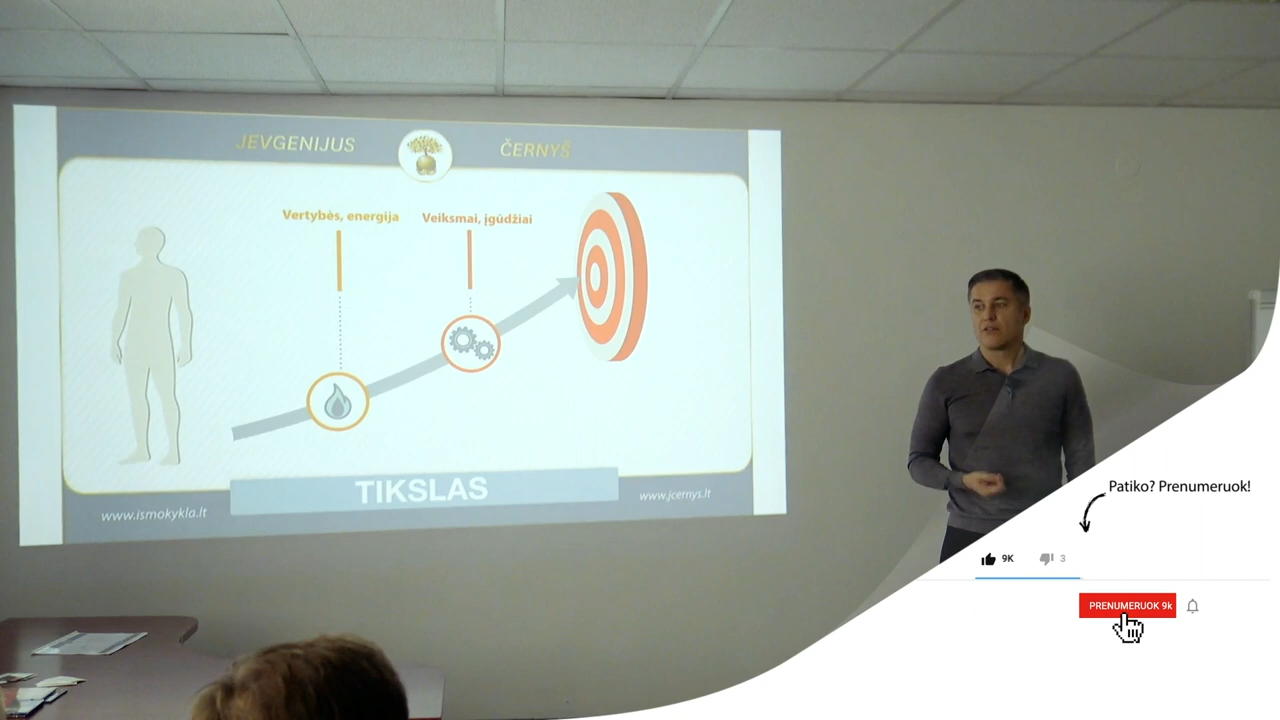 JEVGENIJUS ČERNYŠ
Vertybės, energija
Veiksmai, įgūdžiai
TIKSLAS
www.ismokykla.lt
www.jcernys.lt
Patiko? Prenumeruok!
9K
3
PRENUMERUOK 9k